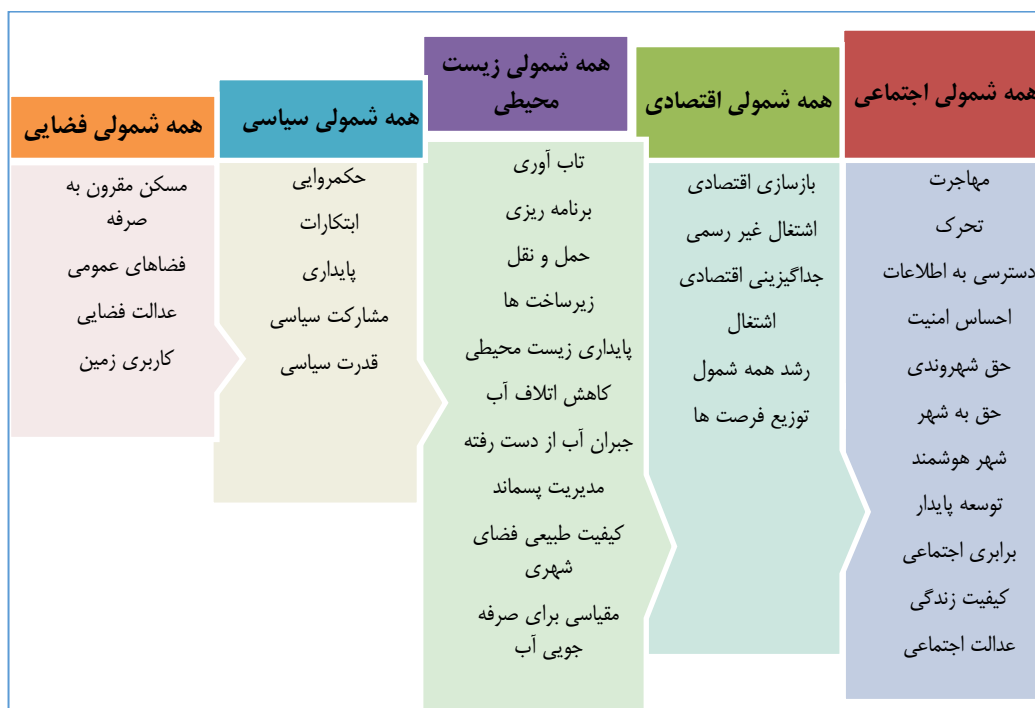 همه شمولی اجتماعی
مهاجرت
تحرک
دسترسی به اطلاعات
احساس امنیت
حق شهروندی
حق به شهر
شهر هوشمند
توسعه پایدار
برابری اجتماعی
کیفیت زندگی
عدالت اجتماعی
همه شمولی اقتصادی
بازسازی اقتصادی
اشتغال غیر رسمی
جداگیزینی اقتصادی
اشتغال
رشد همه شمول
توزیع فرصت ها
همه شمولی زیست
محیطی
تاب آوری
برنامه ریزی
حمل و نقل
زیرساخت ها
پایداری زیست محیطی
کاهش اتلاف آب
جبران آب از دست رفته
مدیریت پسماند
کیفیت طبیعی فضای
شهری
مقیاسی برای صرفه
جویی آب
همه شمولی سیاسی
حکمروایی
ابتکارات
پایداری
مشارکت سیاسی
قدرت سیاسی
همه شمولی فضایی
مسکن مقرون به
صرفه
فضاهای عمومی
عدالت فضایی
کاربری زمین